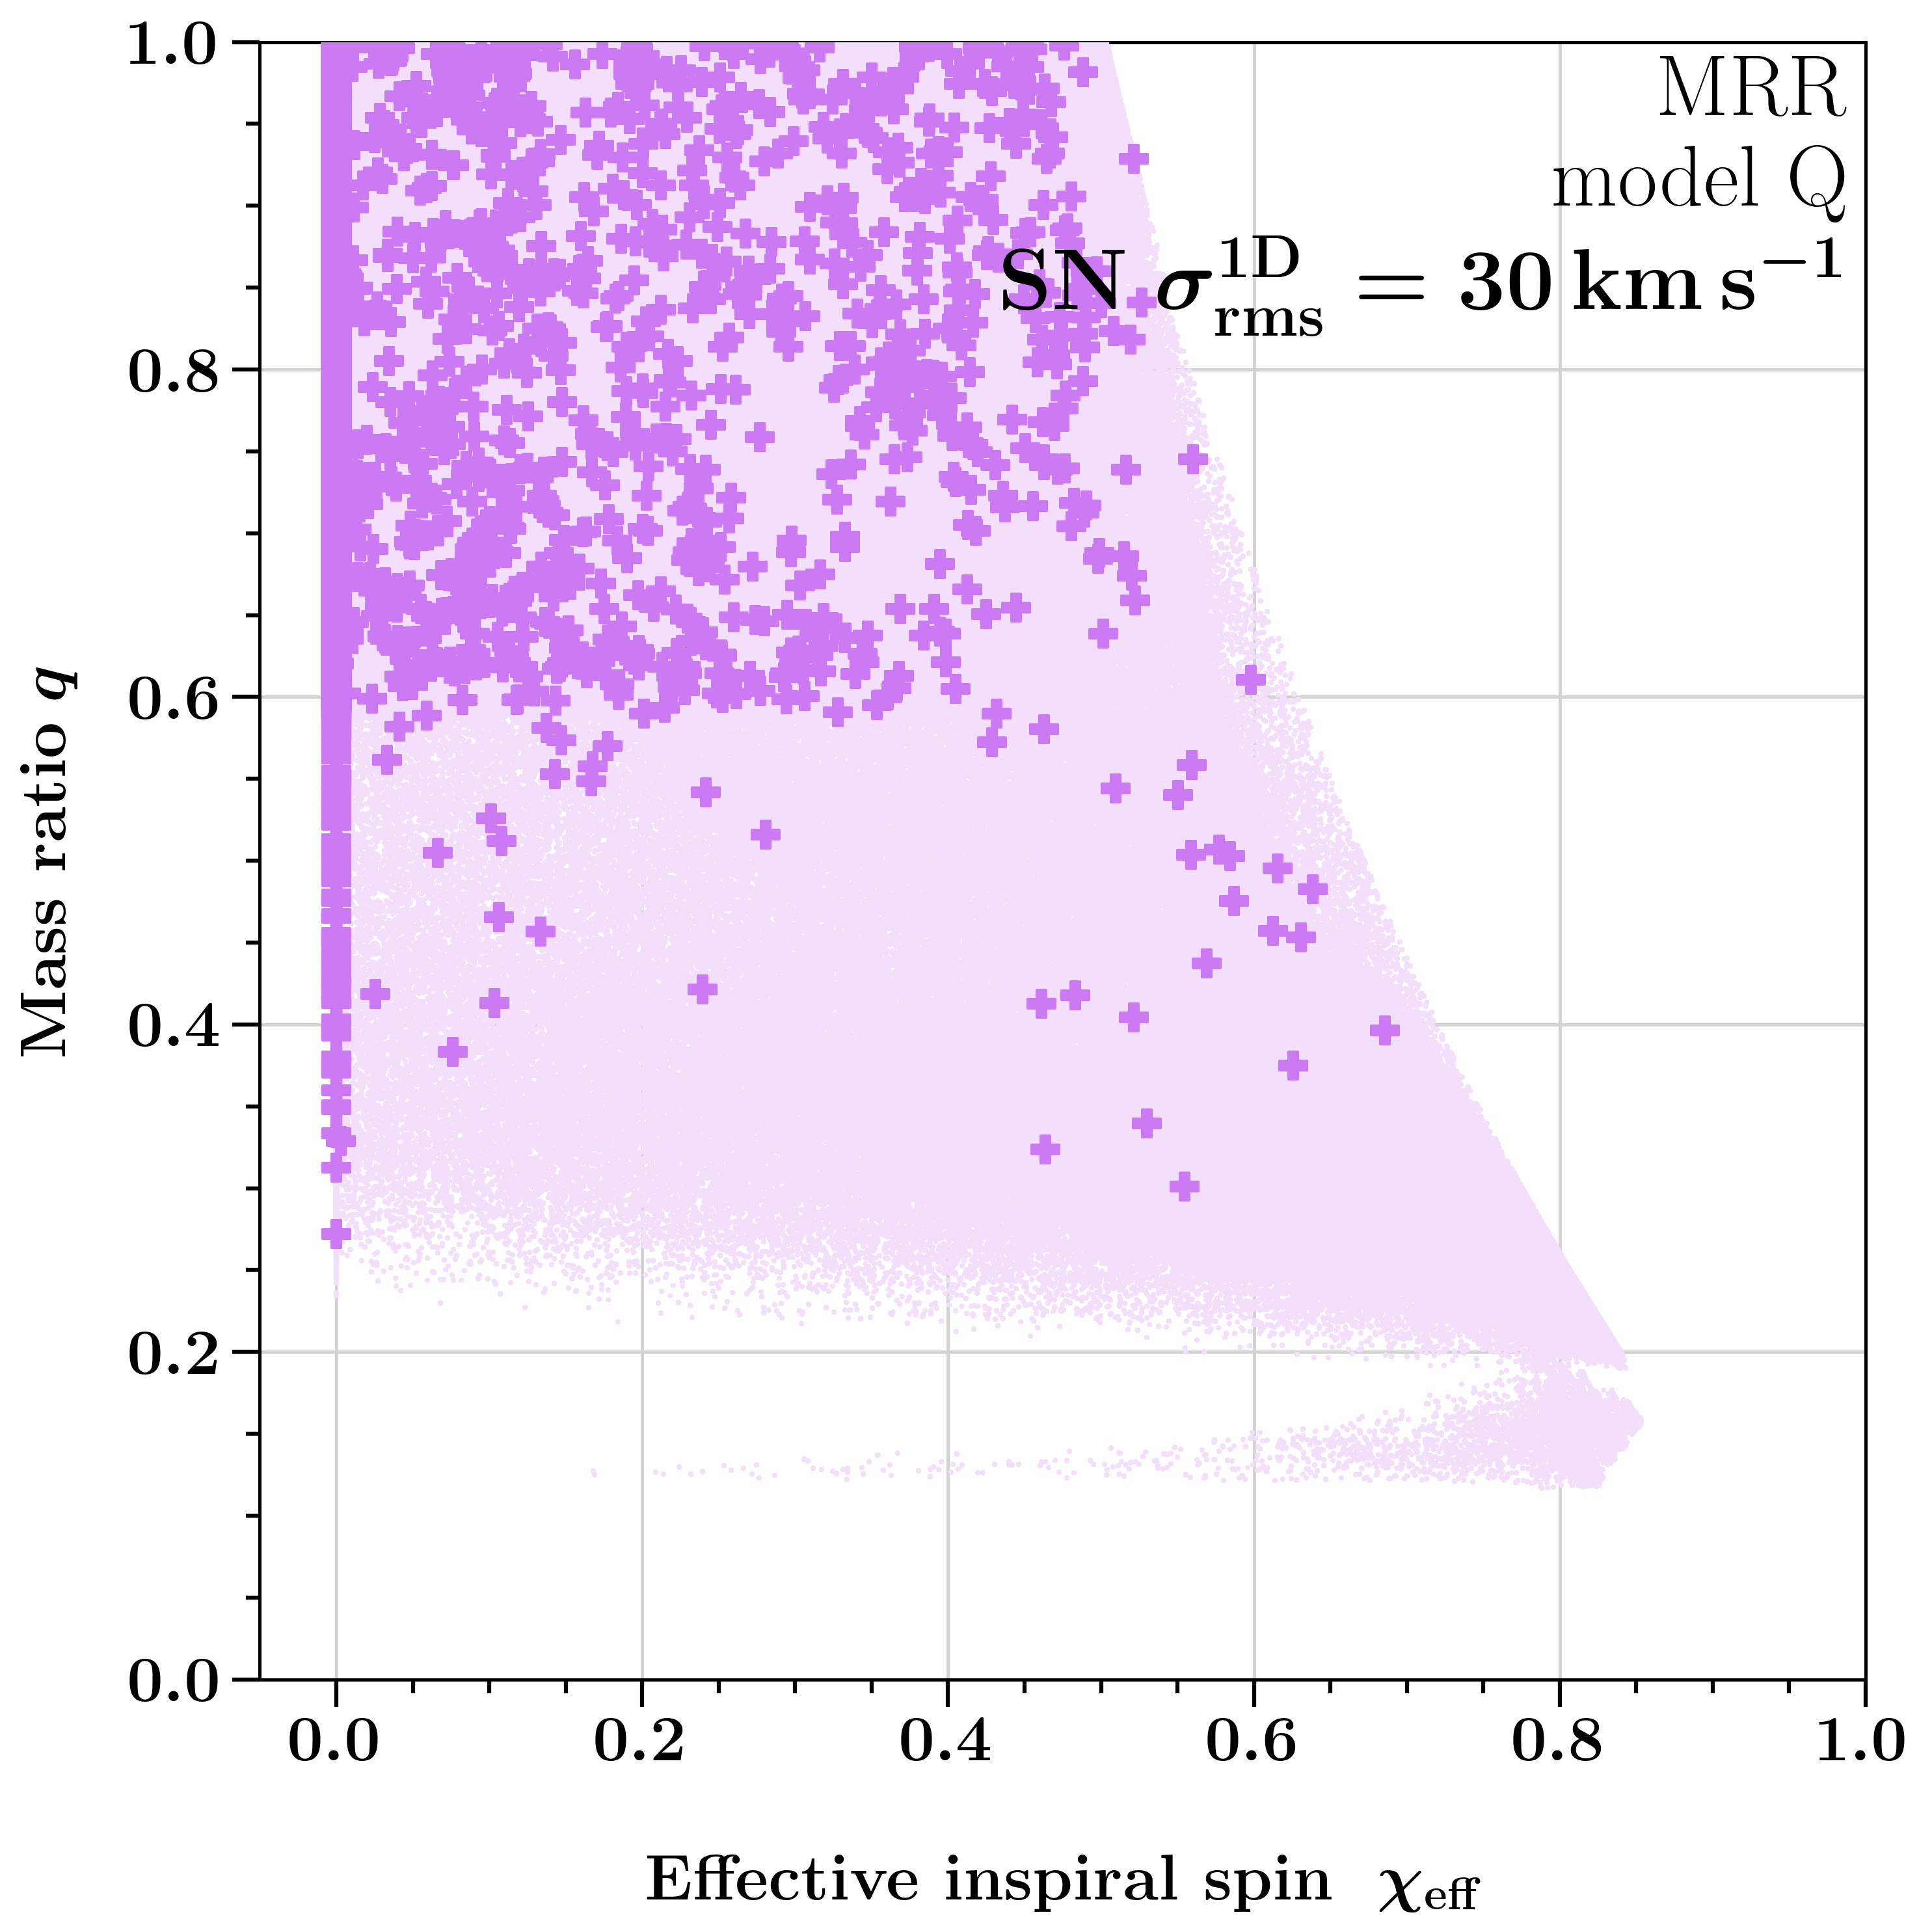 MRR
model Q
SN σ^1D_rms = 30 km s^−1
1.0
0.8
0.6
0.4
0.2
0.0
Mass ratio q
0.0 0.2 0.4 0.6 0.8 1.0
Effective inspiral spin χ_eff